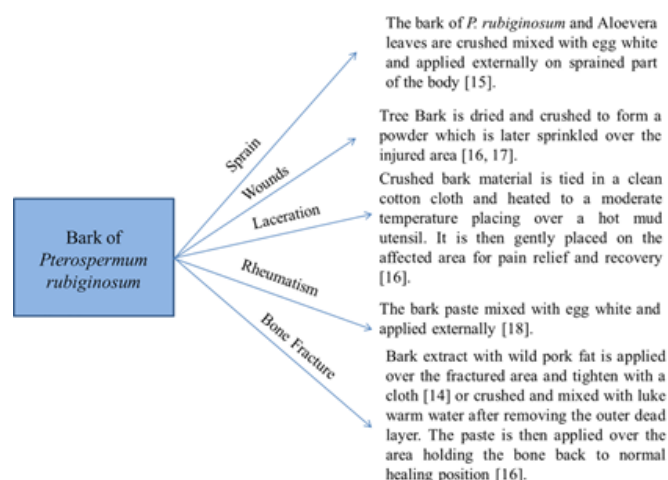 The bark of P. rubiginosum and Aloevera
leaves are crushed mixed with egg white
and applied externally on sprained part
of the body [15].
Sprain
Tree Bark is dried and crushed to form a
powder which is later sprinkled over the
injured area [16, 17].
Wounds
Crushed bark material is tied in a clean
cotton cloth and heated to a moderate
temperature placing over a hot mud
utensil. It is then gently placed on the
affected area for pain relief and recovery
[16].
Laceration
Bark of
Pterospermum
rubiginosum
Rheumatism
The bark paste mixed with egg white and
applied externally [18].
Bone Fracture
Bark extract with wild pork fat is applied
over the fractured area and tighten with a
cloth [14] or crushed and mixed with luke
warm water after removing the outer dead
layer. The paste is then applied over the
area holding the bone back to normal
healing position [16].